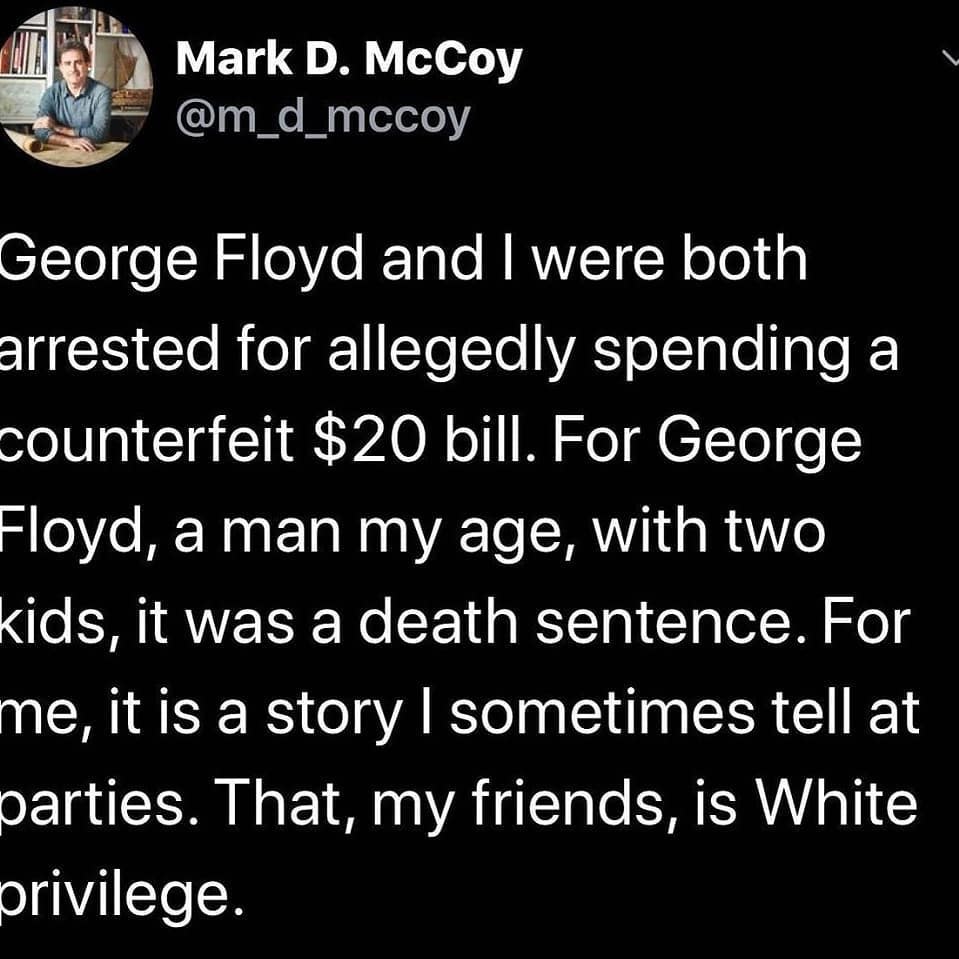 Mark D. McCoy
@m_d_mccoy
George Floyd and I were both
arrested for allegedly spending a
counterfeit $20 bill. For George
Floyd, a man my age, with two
kids, it was a death sentence. For
me, it is a story I sometimes tell at
parties. That, my friends, is White
privilege.